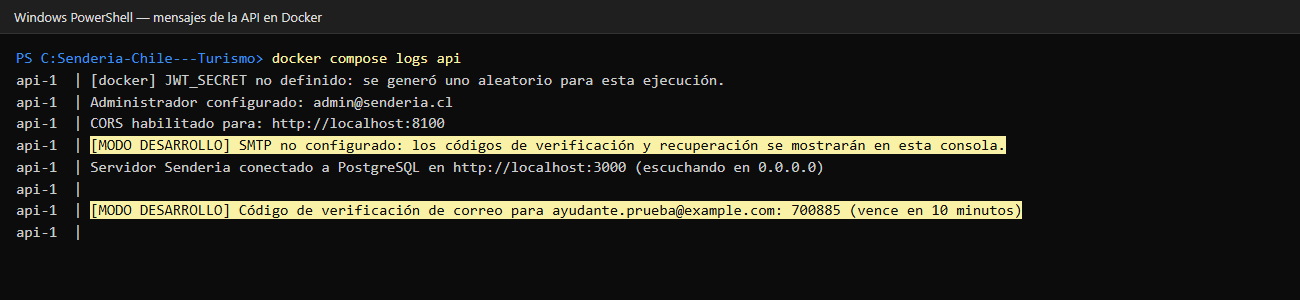 Windows PowerShell — mensajes de la API en Docker
PS C:Senderia-Chile---Turismo> docker compose logs api
api-1  | [docker] JWT_SECRET no definido: se generó uno aleatorio para esta ejecución.
api-1  | Administrador configurado: admin@senderia.cl
api-1  | CORS habilitado para: http://localhost:8100
api-1  | [MODO DESARROLLO] SMTP no configurado: los códigos de verificación y recuperación se mostrarán en esta consola.
api-1  | Servidor Senderia conectado a PostgreSQL en http://localhost:3000 (escuchando en 0.0.0.0)
api-1  |
api-1  | [MODO DESARROLLO] Código de verificación de correo para ayudante.prueba@example.com: 700885 (vence en 10 minutos)
api-1  |